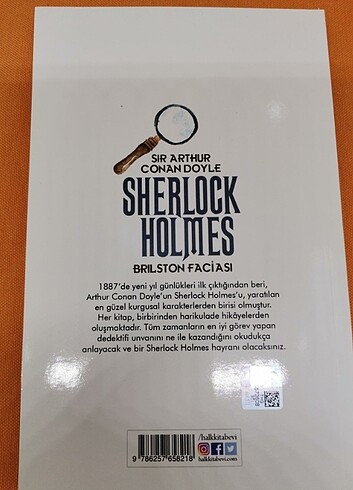 SIR ARTHUR
CONAN DOYLE
SHERLOCK
HOLMES
BRILSTON FACİASI
1887'de yeni yıl günlükleri ilk çıktığından beri,
Arthur Conan Doyle'un Sherlock Holmes'u, yaratılan
en güzel kurgusal karakterlerden birisi olmuştur.
Her kitap, birbirinden harikulade hikâyelerden
oluşmaktadır. Tüm zamanların en iyi görev yapan
dedektifi unvanını ne ile kazandığını okudukça
anlayacak ve bir Sherlock Holmes hayranı olacaksınız.
/halkkitabevi
halkkitabevi.com
9 786257 658218